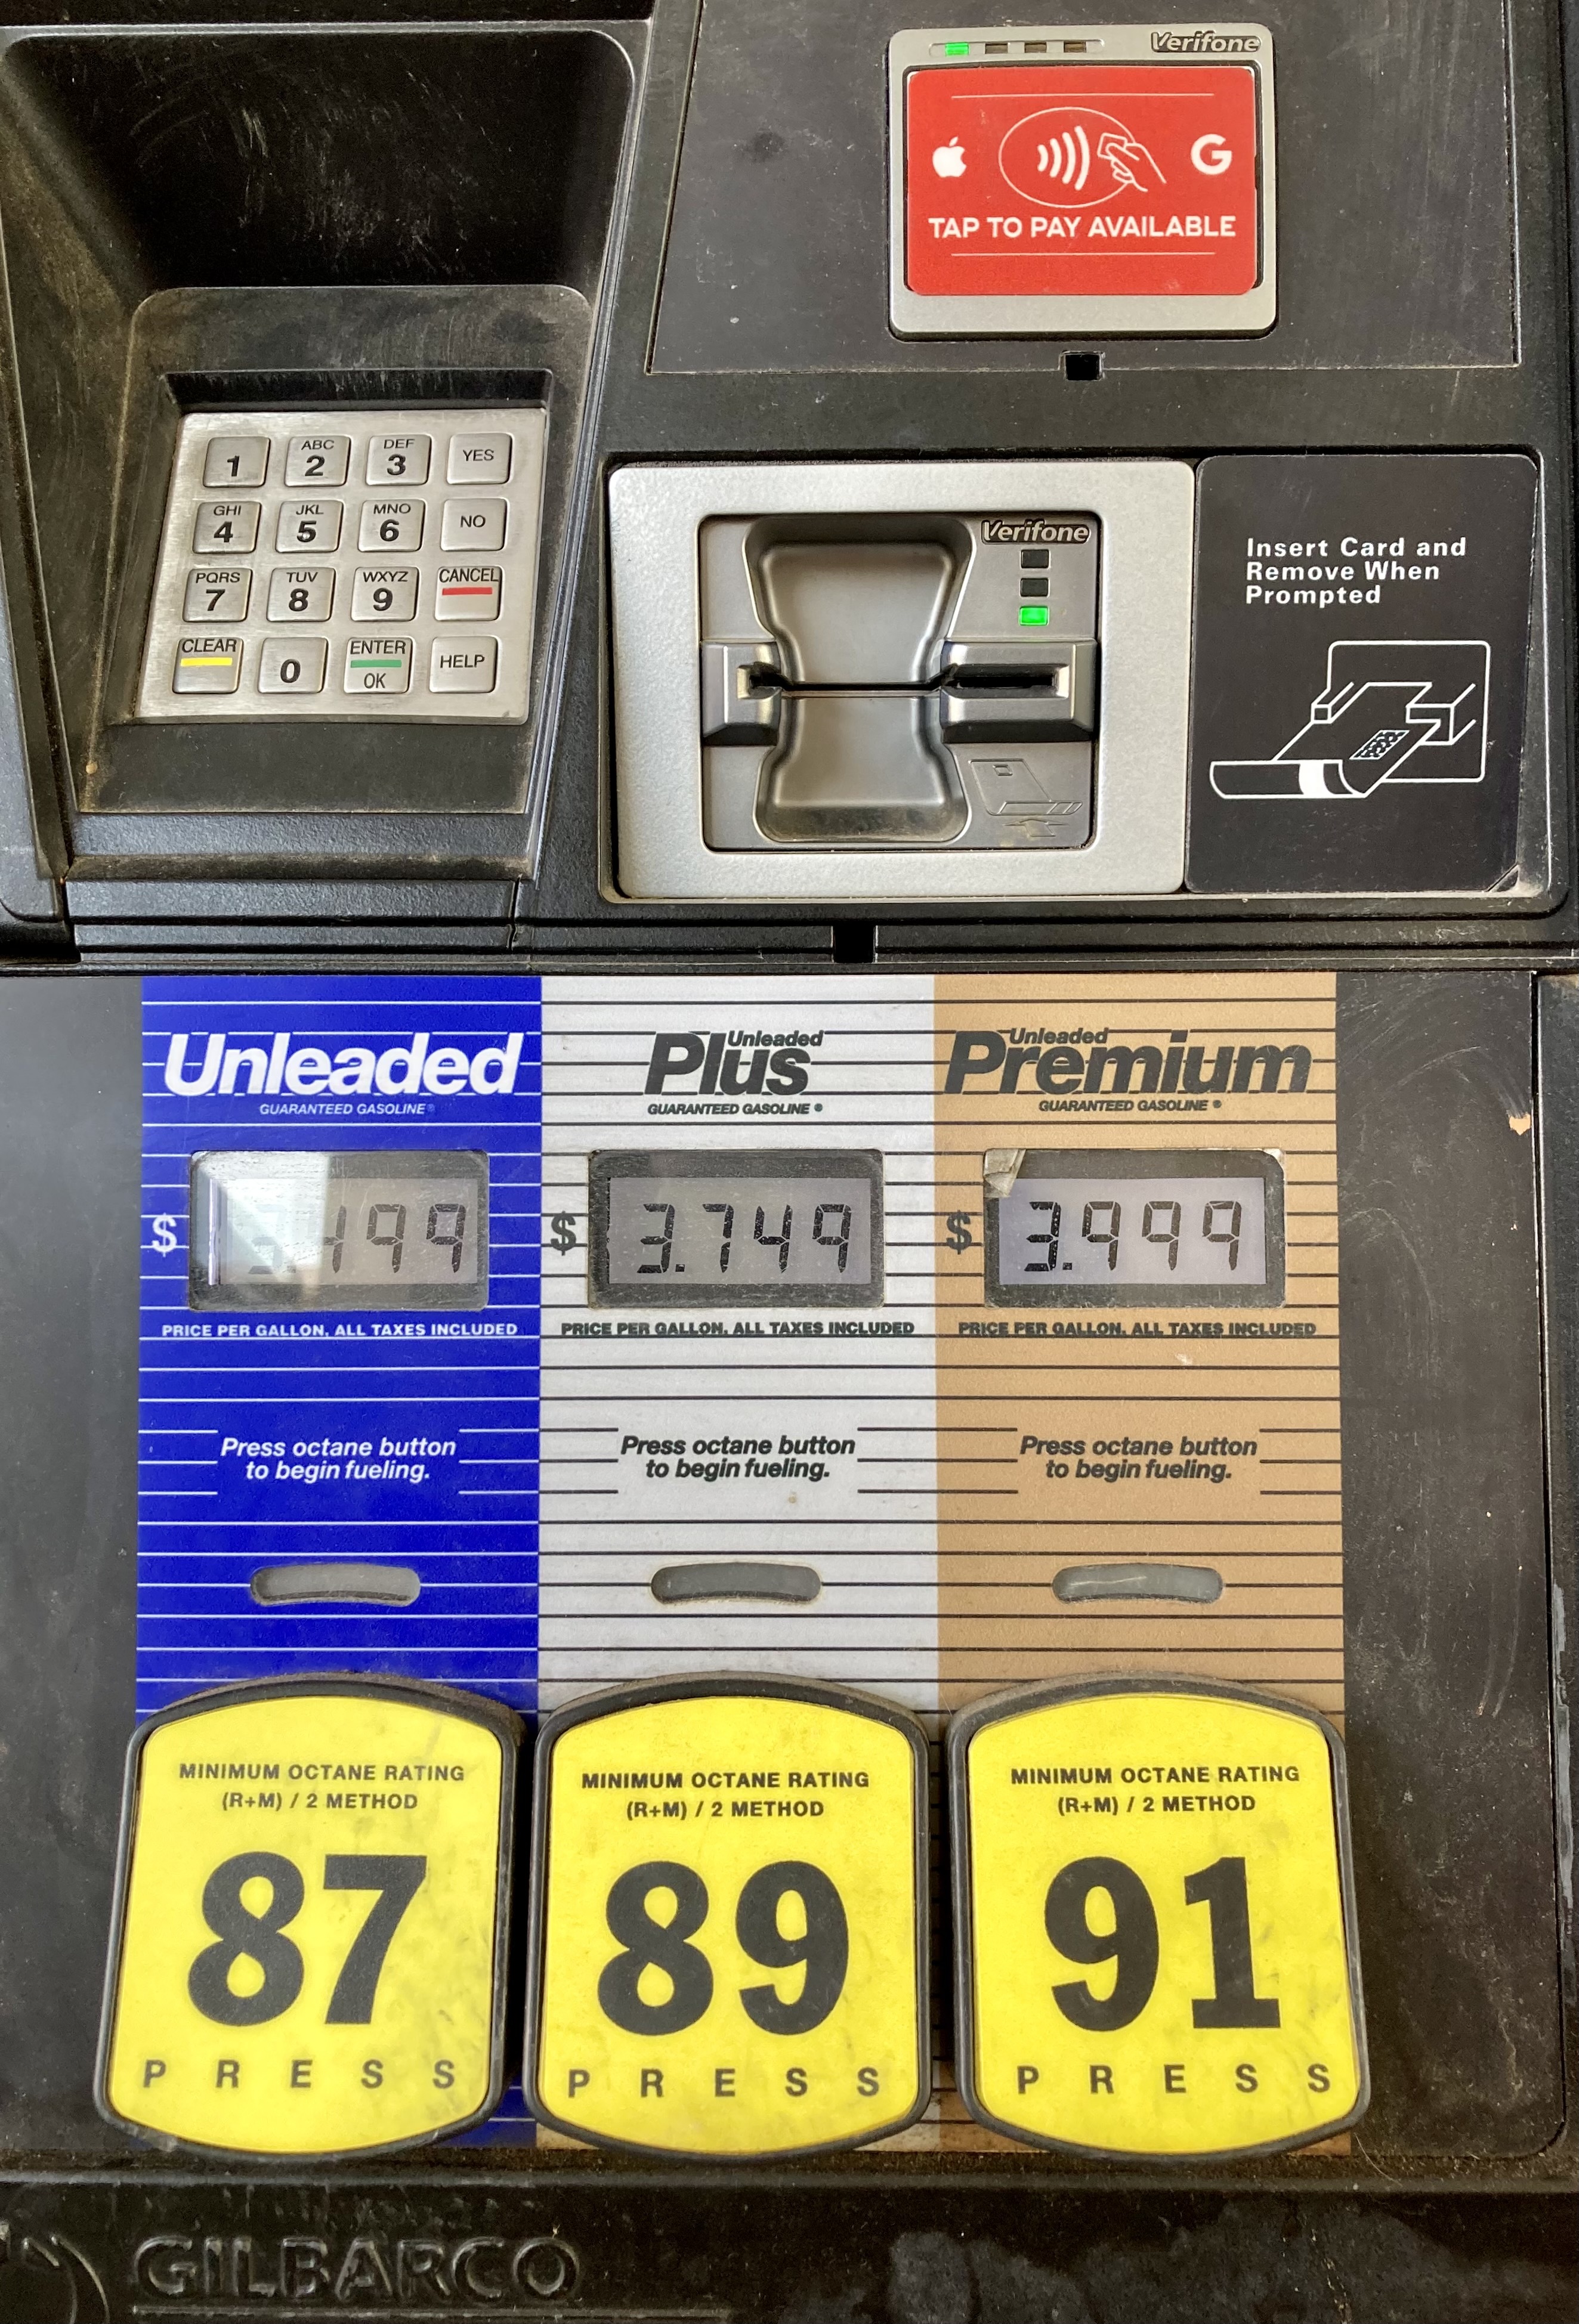 Verifone
G
TAP TO PAY AVAILABLE
1
ABC
2
DEF
3
YES
GHI
4
JKL
5
MNO
6
NO
PQRS
7
TUV
8
WXYZ
9
CANCEL
CLEAR
0
ENTER
OK
HELP
Verifone
Insert Card and
Remove When
Prompted
Unleaded
GUARANTEED GASOLINE®
$ 3.499
PRICE PER GALLON, ALL TAXES INCLUDED
Press octane button
to begin fueling.
MINIMUM OCTANE RATING
(R+M) / 2 METHOD
87
PRESS
Unleaded
Plus
GUARANTEED GASOLINE ®
$ 3.749
PRICE PER GALLON, ALL TAXES INCLUDED
Press octane button
to begin fueling.
MINIMUM OCTANE RATING
(R+M) / 2 METHOD
89
PRESS
Unleaded
Premium
GUARANTEED GASOLINE ®
$ 3.999
PRICE PER GALLON, ALL TAXES INCLUDED
Press octane button
to begin fueling.
MINIMUM OCTANE RATING
(R+M) / 2 METHOD
91
PRESS
GILBARCO